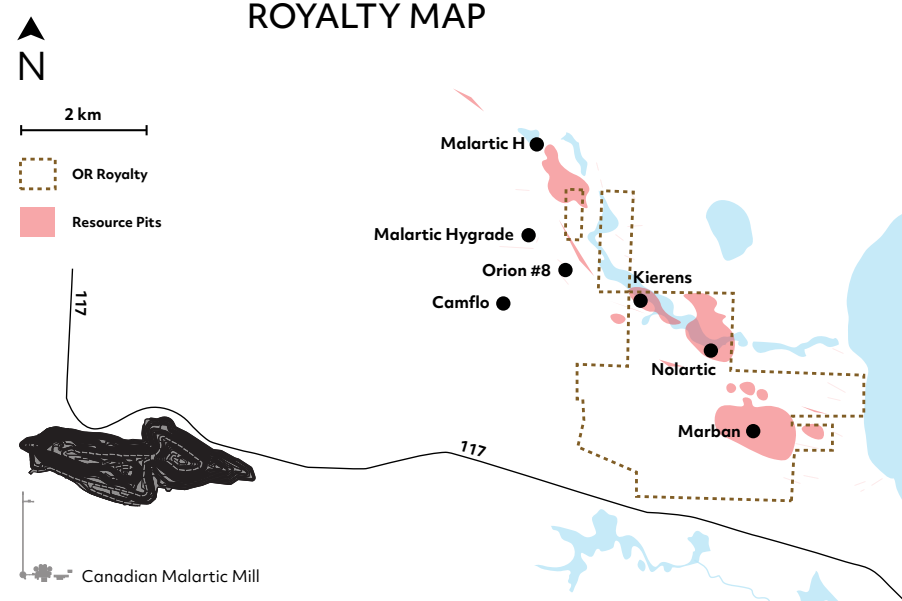 ROYALTY MAP
N
2 km
OR Royalty
Resource Pits
Malartic H
Malartic Hygrade
Orion #8
Camflo
Kierens
Nolartic
Marban
117
117
Canadian Malartic Mill